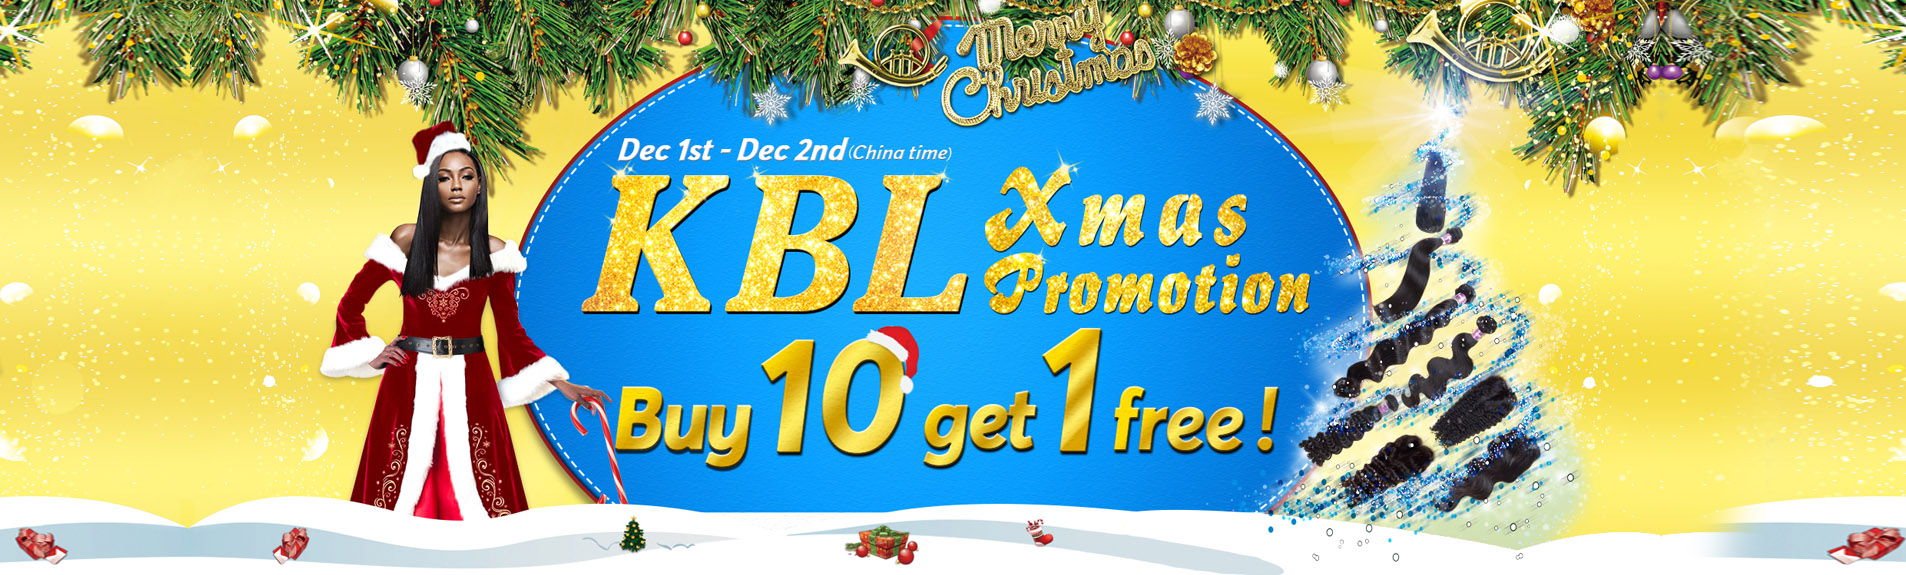 Merry
Christmas
Dec 1st - Dec 2nd (China time)
KBL Xmas
Promotion
Buy 10 get 1 free !